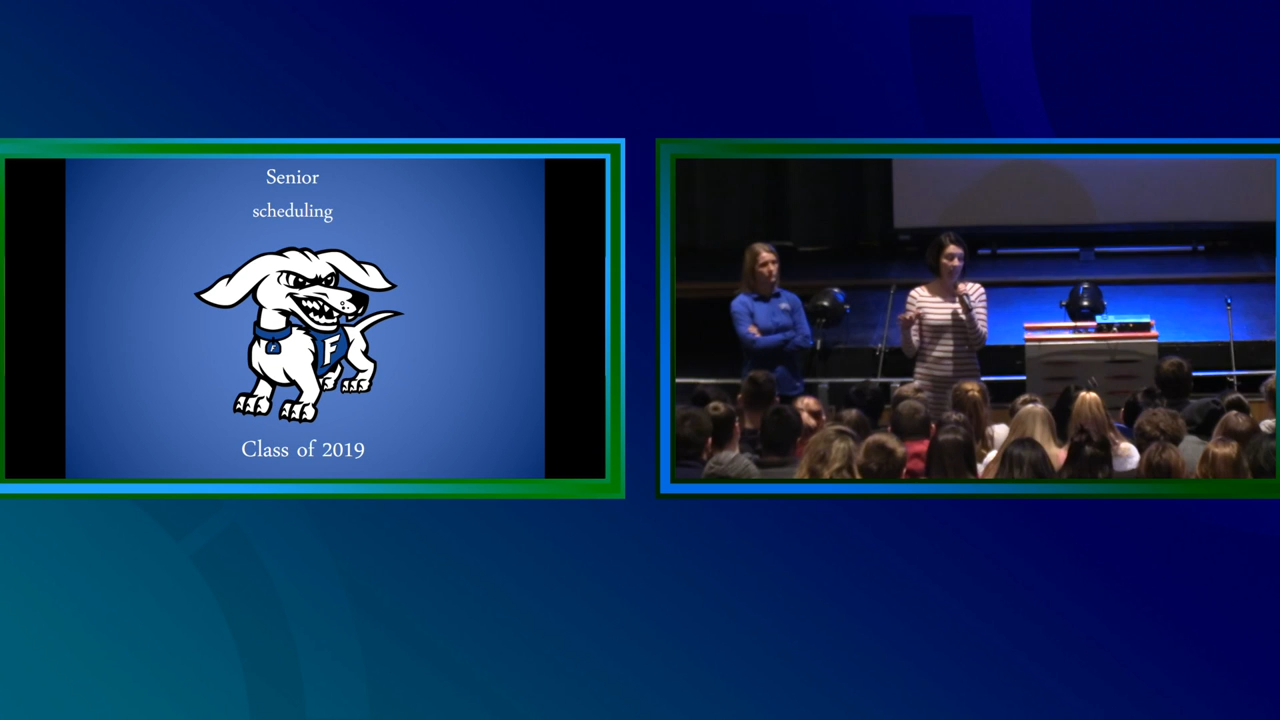 Senior
scheduling
F
F
Class of 2019